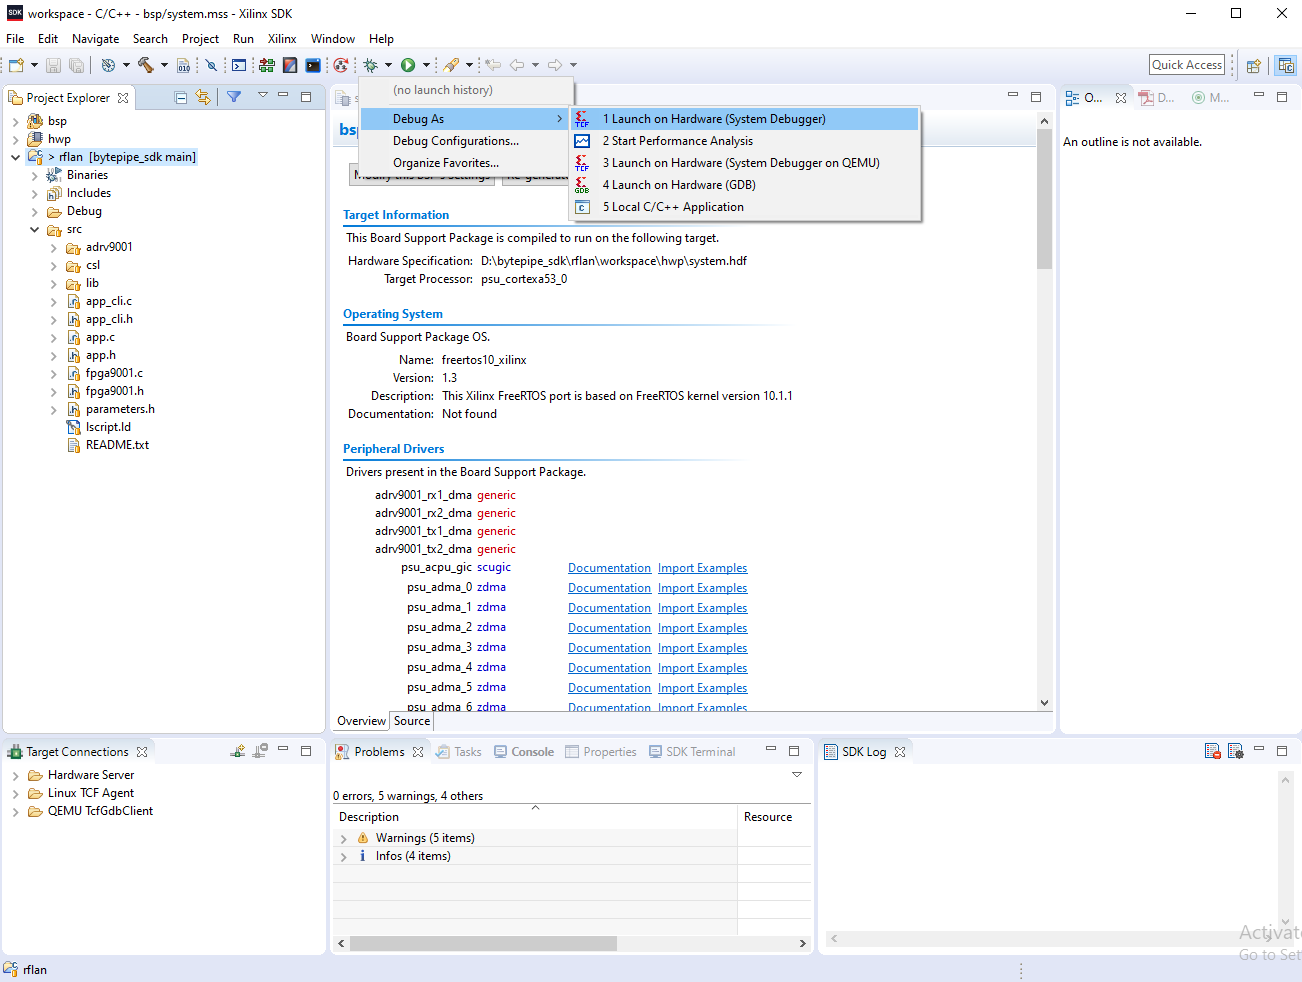 SDK workspace - C/C++ - bsp/system.mss - Xilinx SDK
File Edit Navigate Search Project Run Xilinx Window Help
Quick Access
Project Explorer
bsp
hwp
> rflan [bytepipe_sdk main]
Binaries
Includes
Debug
src
adrv9001
csl
lib
app_cli.c
app_cli.h
app.c
app.h
fpga9001.c
fpga9001.h
parameters.h
lscript.ld
README.txt
(no launch history)
Debug As
Debug Configurations...
Organize Favorites...
1 Launch on Hardware (System Debugger)
2 Start Performance Analysis
3 Launch on Hardware (System Debugger on QEMU)
4 Launch on Hardware (GDB)
5 Local C/C++ Application
Target Information
This Board Support Package is compiled to run on the following target.
Hardware Specification: D:\bytepipe_sdk\rflan\workspace\hwp\system.hdf
Target Processor: psu_cortexa53_0
Operating System
Board Support Package OS.
Name: freertos10_xilinx
Version: 1.3
Description: This Xilinx FreeRTOS port is based on FreeRTOS kernel version 10.1.1
Documentation: Not found
Peripheral Drivers
Drivers present in the Board Support Package.
adrv9001_rx1_dma generic
adrv9001_rx2_dma generic
adrv9001_tx1_dma generic
adrv9001_tx2_dma generic
psu_acpu_gic scugic Documentation Import Examples
psu_adma_0 zdma Documentation Import Examples
psu_adma_1 zdma Documentation Import Examples
psu_adma_2 zdma Documentation Import Examples
psu_adma_3 zdma Documentation Import Examples
psu_adma_4 zdma Documentation Import Examples
psu_adma_5 zdma Documentation Import Examples
psu_adma_6 zdma Documentation Import Examples
Overview Source
O... D... M...
An outline is not available.
Target Connections
Hardware Server
Linux TCF Agent
QEMU TcfGdbClient
Problems Tasks Console Properties SDK Terminal
0 errors, 5 warnings, 4 others
Description Resource
Warnings (5 items)
Infos (4 items)
SDK Log
Activate
Go to Set
rflan